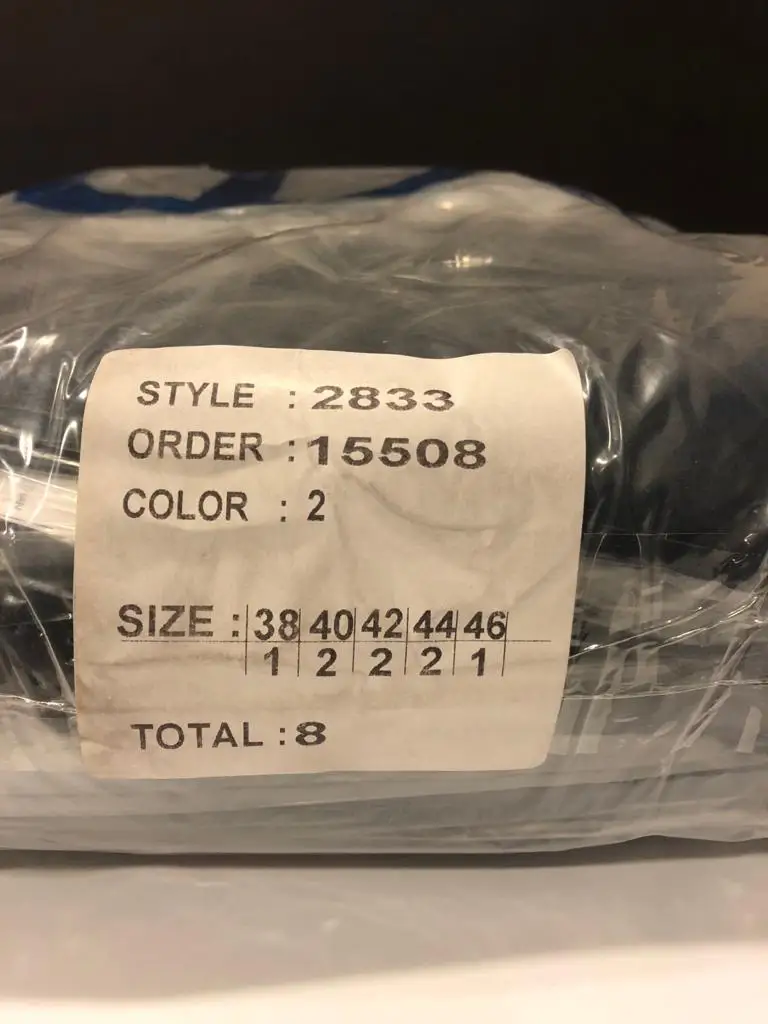 STYLE : 2833
ORDER : 15508
COLOR : 2
SIZE : 38 40 42 44 46
1 2 2 2 1
TOTAL : 8